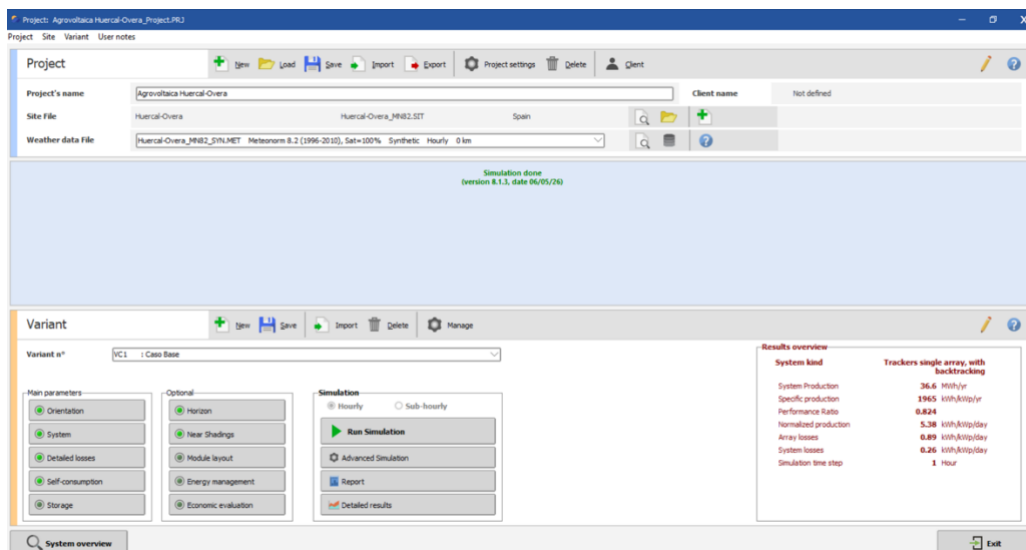 Project: Agrovoltaica Huercal-Overa_Project.PRJ
Project Site Variant User notes
Project New Load Save Import Export Project settings Delete Client
Project's name Agrovoltaica Huercal-Overa Client name Not defined
Site File Huercal-Overa Huercal-Overa_MN82.SIT Spain
Weather data File Huercal-Overa_MN82_SYN.MET Meteonorm 8.2 (1996-2010), Sat=100% Synthetic Hourly 0 km
Simulation done
(version 8.1.3, date 06/05/26)
Variant New Save Import Delete Manage
Variant n° VC1 : Caso Base
Main parameters
Orientation
System
Detailed losses
Self-consumption
Storage
Optional
Horizon
Near Shadings
Module layout
Energy management
Economic evaluation
Simulation
Hourly Sub-hourly
Run Simulation
Advanced Simulation
Report
Detailed results
Results overview
System kind Trackers single array, with
backtracking
System Production 36.6 MWh/yr
Specific production 1965 kWh/kWp/yr
Performance Ratio 0.824
Normalized production 5.38 kWh/kWp/day
Array losses 0.89 kWh/kWp/day
System losses 0.26 kWh/kWp/day
Simulation time step 1 Hour
System overview
Exit